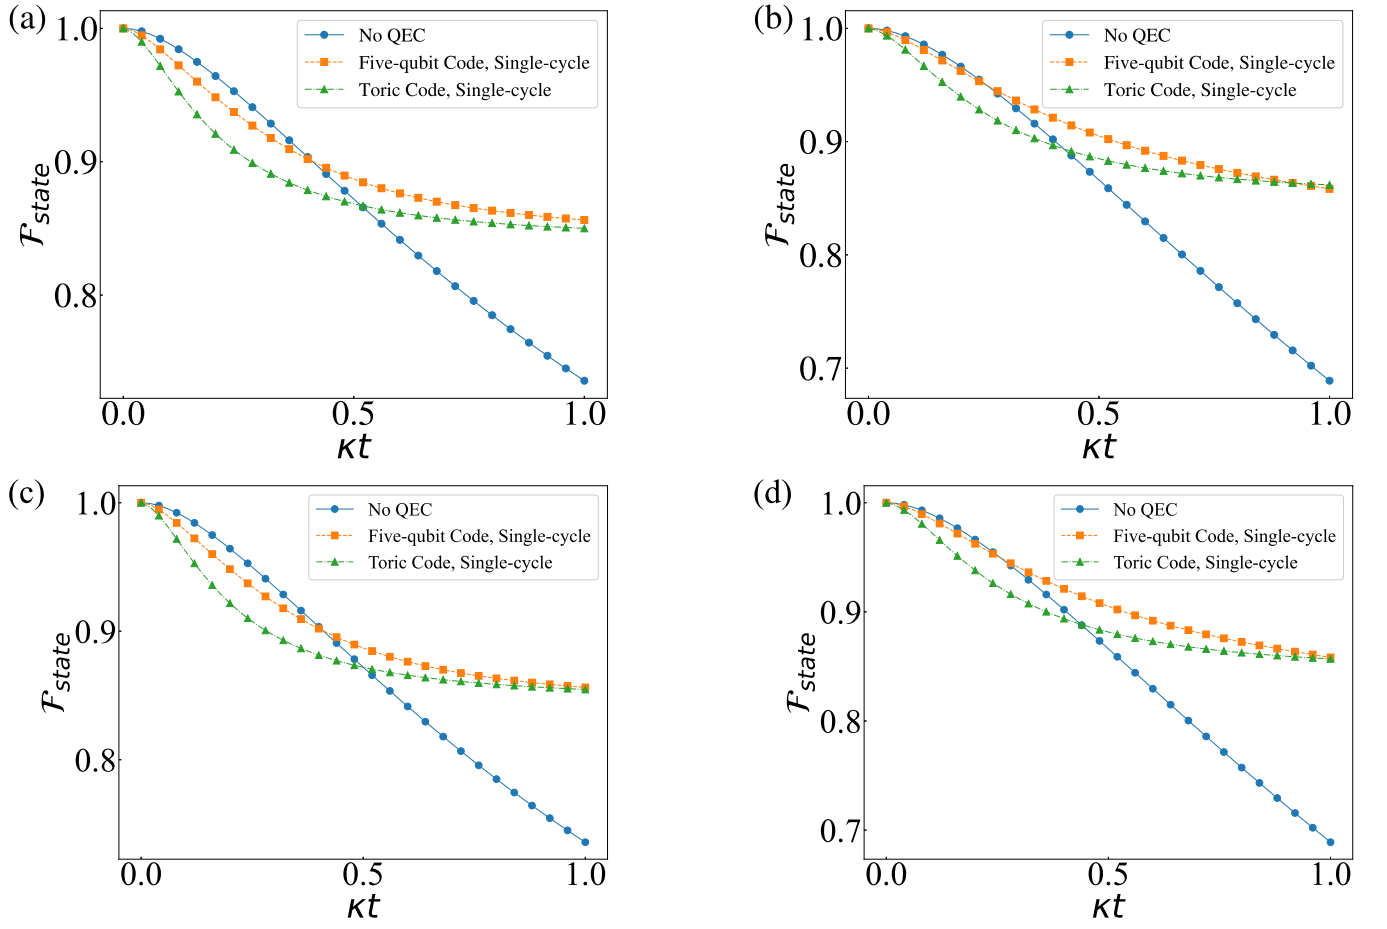 (a)
1.0
0.9
0.8
ℱstate
No QEC
Five-qubit Code, Single-cycle
Toric Code, Single-cycle
0.0 0.5 1.0
κt
(b)
1.0
0.9
0.8
0.7
ℱstate
No QEC
Five-qubit Code, Single-cycle
Toric Code, Single-cycle
0.0 0.5 1.0
κt
(c)
1.0
0.9
0.8
ℱstate
No QEC
Five-qubit Code, Single-cycle
Toric Code, Single-cycle
0.0 0.5 1.0
κt
(d)
1.0
0.9
0.8
0.7
ℱstate
No QEC
Five-qubit Code, Single-cycle
Toric Code, Single-cycle
0.0 0.5 1.0
κt